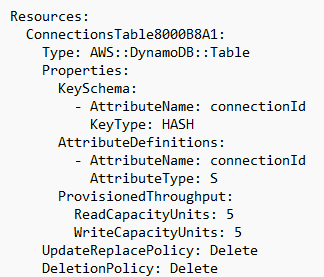 Resources:
  ConnectionsTable8000B8A1:
    Type: AWS::DynamoDB::Table
    Properties:
      KeySchema:
        - AttributeName: connectionId
          KeyType: HASH
      AttributeDefinitions:
        - AttributeName: connectionId
          AttributeType: S
      ProvisionedThroughput:
        ReadCapacityUnits: 5
        WriteCapacityUnits: 5
    UpdateReplacePolicy: Delete
    DeletionPolicy: Delete